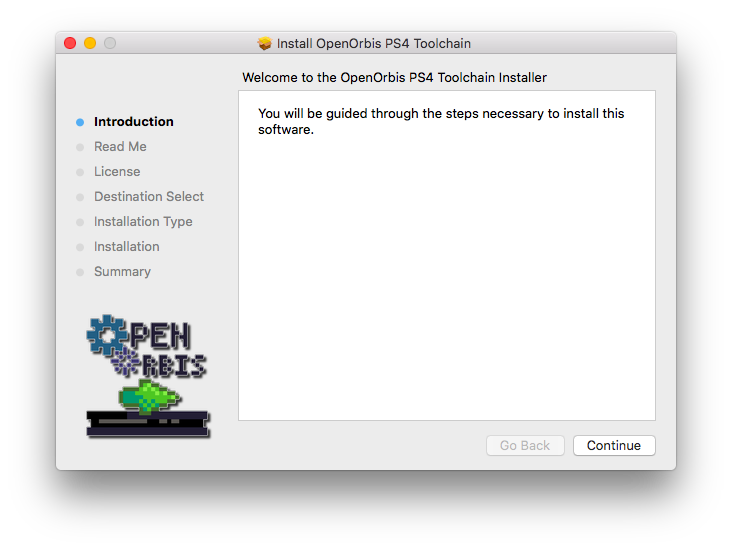 Install OpenOrbis PS4 Toolchain
Welcome to the OpenOrbis PS4 Toolchain Installer
You will be guided through the steps necessary to install this
software.
Introduction
Read Me
License
Destination Select
Installation Type
Installation
Summary
OPEN
ORBIS
Go Back
Continue